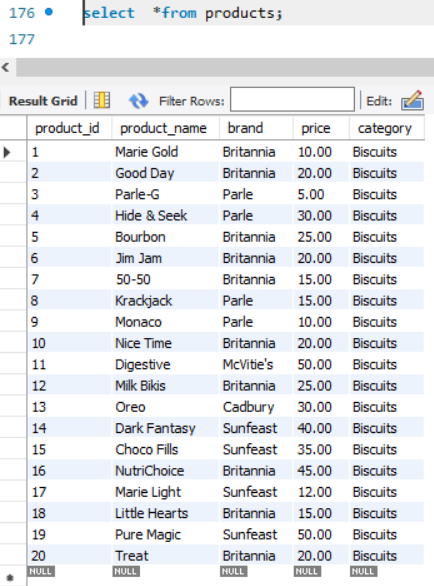 176 select *from products;
177
Result Grid Filter Rows: Edit:
product_id product_name brand price category
1 Marie Gold Britannia 10.00 Biscuits
2 Good Day Britannia 20.00 Biscuits
3 Parle-G Parle 5.00 Biscuits
4 Hide & Seek Parle 30.00 Biscuits
5 Bourbon Britannia 25.00 Biscuits
6 Jim Jam Britannia 20.00 Biscuits
7 50-50 Britannia 15.00 Biscuits
8 Krackjack Parle 15.00 Biscuits
9 Monaco Parle 10.00 Biscuits
10 Nice Time Britannia 20.00 Biscuits
11 Digestive McVitie's 50.00 Biscuits
12 Milk Bikis Britannia 25.00 Biscuits
13 Oreo Cadbury 30.00 Biscuits
14 Dark Fantasy Sunfeast 40.00 Biscuits
15 Choco Fills Sunfeast 35.00 Biscuits
16 NutriChoice Britannia 45.00 Biscuits
17 Marie Light Sunfeast 12.00 Biscuits
18 Little Hearts Britannia 15.00 Biscuits
19 Pure Magic Sunfeast 50.00 Biscuits
20 Treat Britannia 20.00 Biscuits
NULL NULL NULL NULL NULL